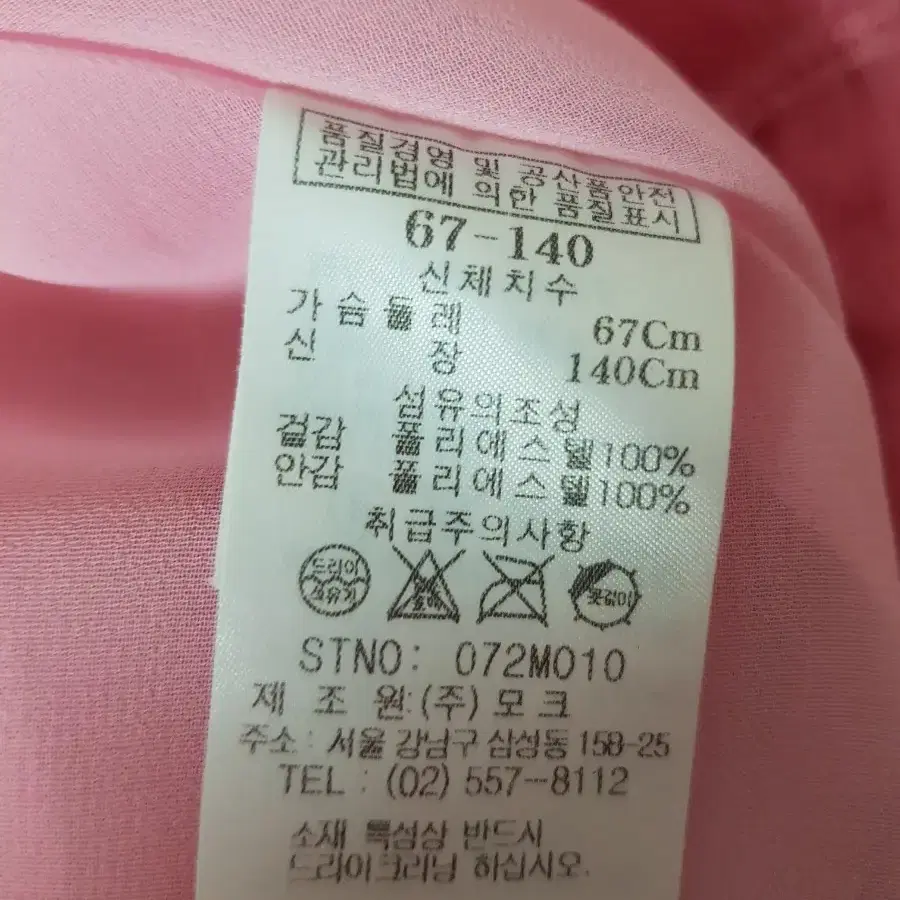 품질경영 및 공산품안전
관리법에 의한 품질표시
67-140
신체치수
가슴둘레 67Cm
신장 140Cm
섬유의조성
겉감 폴리에스텔100%
안감 폴리에스텔100%
취급주의사항
드라이
석유계
옷걸이
STNO: 072M010
제 조 원:(주) 모크
주소 : 서울 강남구 삼성동 158-25
TEL : (02) 557-8112
소재 특성상 반드시
드라이크리닝 하십시오.